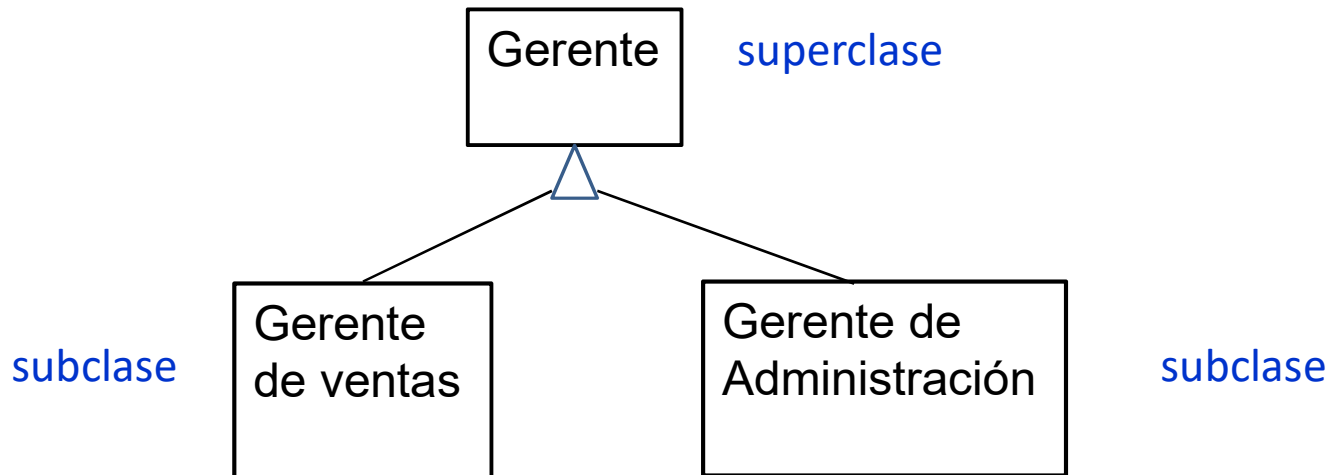 Gerente
superclase
Gerente
de ventas
Gerente de
Administración
subclase
subclase